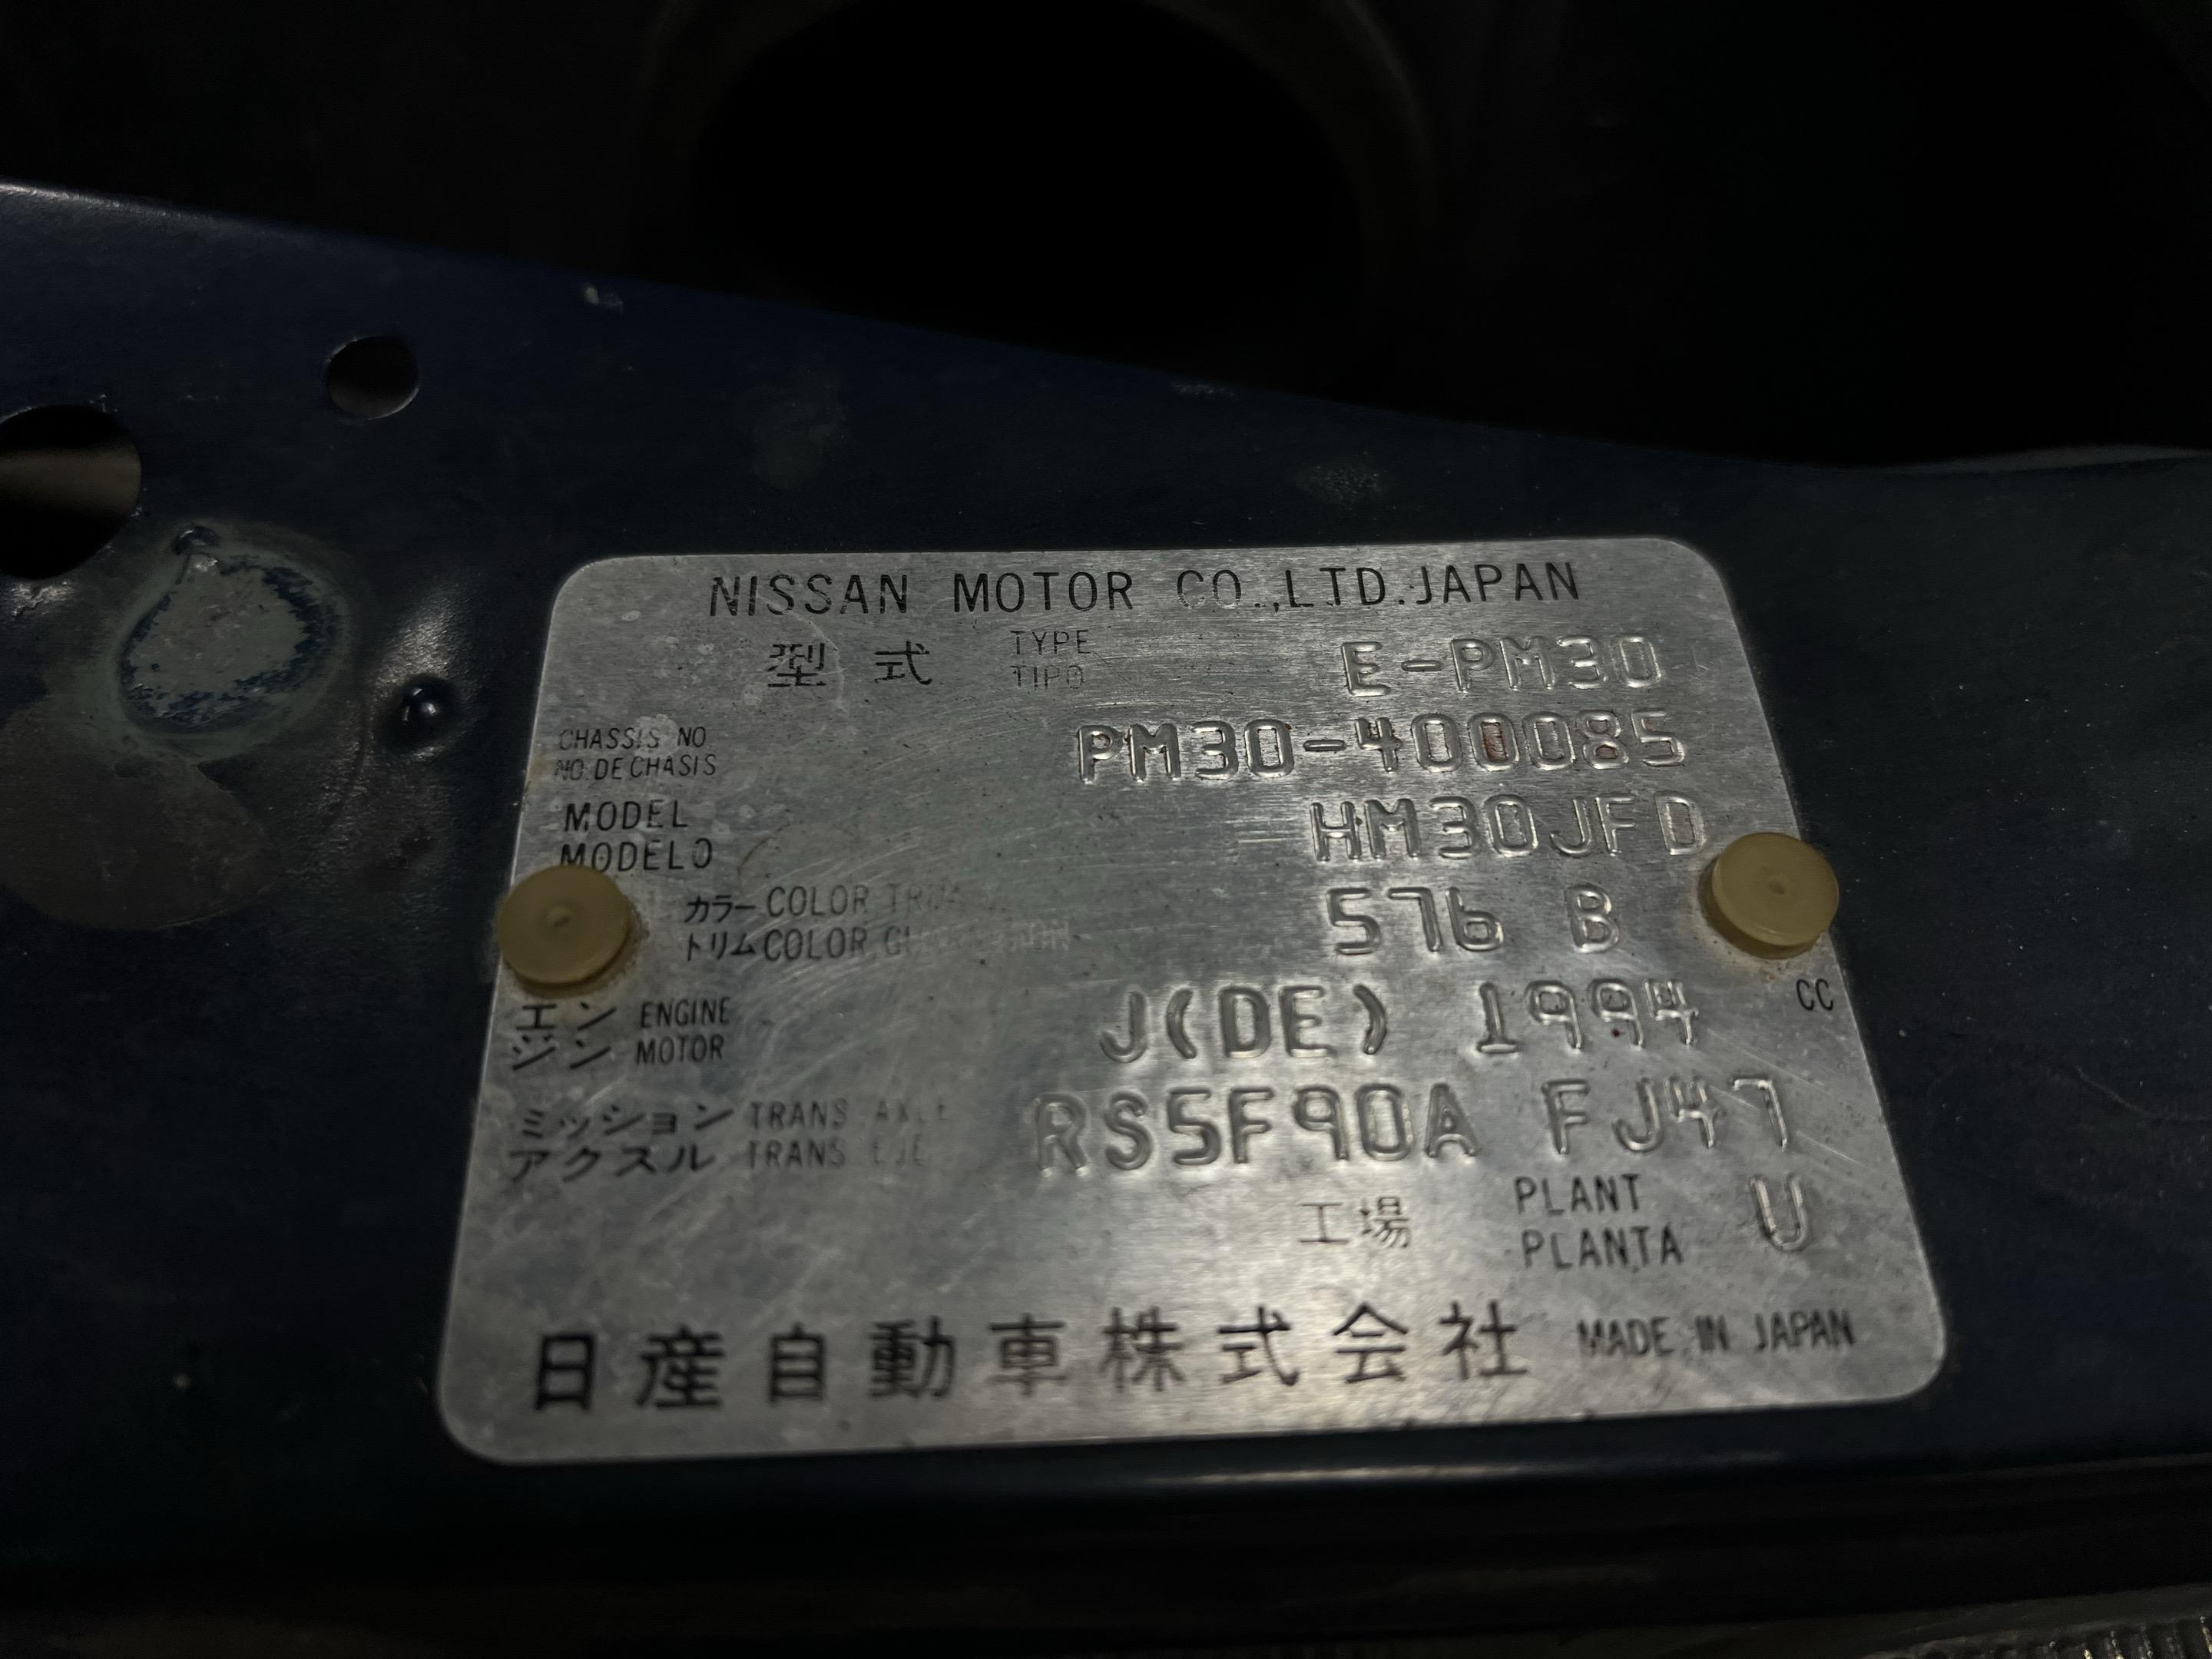 NISSAN MOTOR CO.,LTD.JAPAN
型式 TYPE E-PM30
TIPO
CHASSIS NO PM30-400085
NO.DE CHASIS
MODEL HM30JFD
MODELO
カラー COLOR 576 B
トリム COLOR
エン ENGINE J(DE) 1994 CC
ジン MOTOR
ミッション TRANS AXLE RS5F90A FJ47
アクスル TRANS EJE
工場 PLANT U
PLANTA
日産自動車株式会社 MADE IN JAPAN